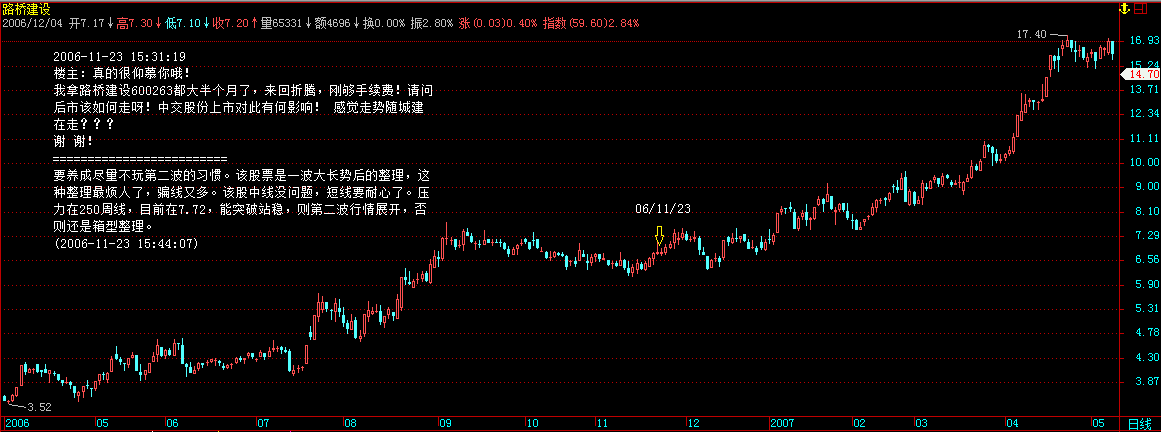 路桥建设
2006/12/04 开7.17↓高7.30↓低7.10↓收7.20↑量65331↓额4696↓换0.00% 振2.80% 涨(0.03)0.40% 指数(59.60)2.84%
17.40
16.93
15.24
14.70
13.71
12.34
11.11
10.00
9.00
8.10
7.29
6.56
5.90
5.31
4.78
4.30
3.87
2006-11-23 15:31:19
楼主：真的很仰慕你哦！
我拿路桥建设600263都大半个月了，来回折腾，刚够手续费！请问
后市该如何走呀！中交股份上市对此有何影响！ 感觉走势随城建
在走？？？
谢 谢！
=========================
要养成尽量不玩第二波的习惯。该股票是一波大长势后的整理，这
种整理最烦人了，骗线又多。该股中线没问题，短线要耐心了。压
力在250周线，目前在7.72，能突破站稳，则第二波行情展开，否
则还是箱型整理。
(2006-11-23 15:44:07)
06/11/23
3.52
2006 05 06 07 08 09 10 11 12 2007 02 03 04 05 日线